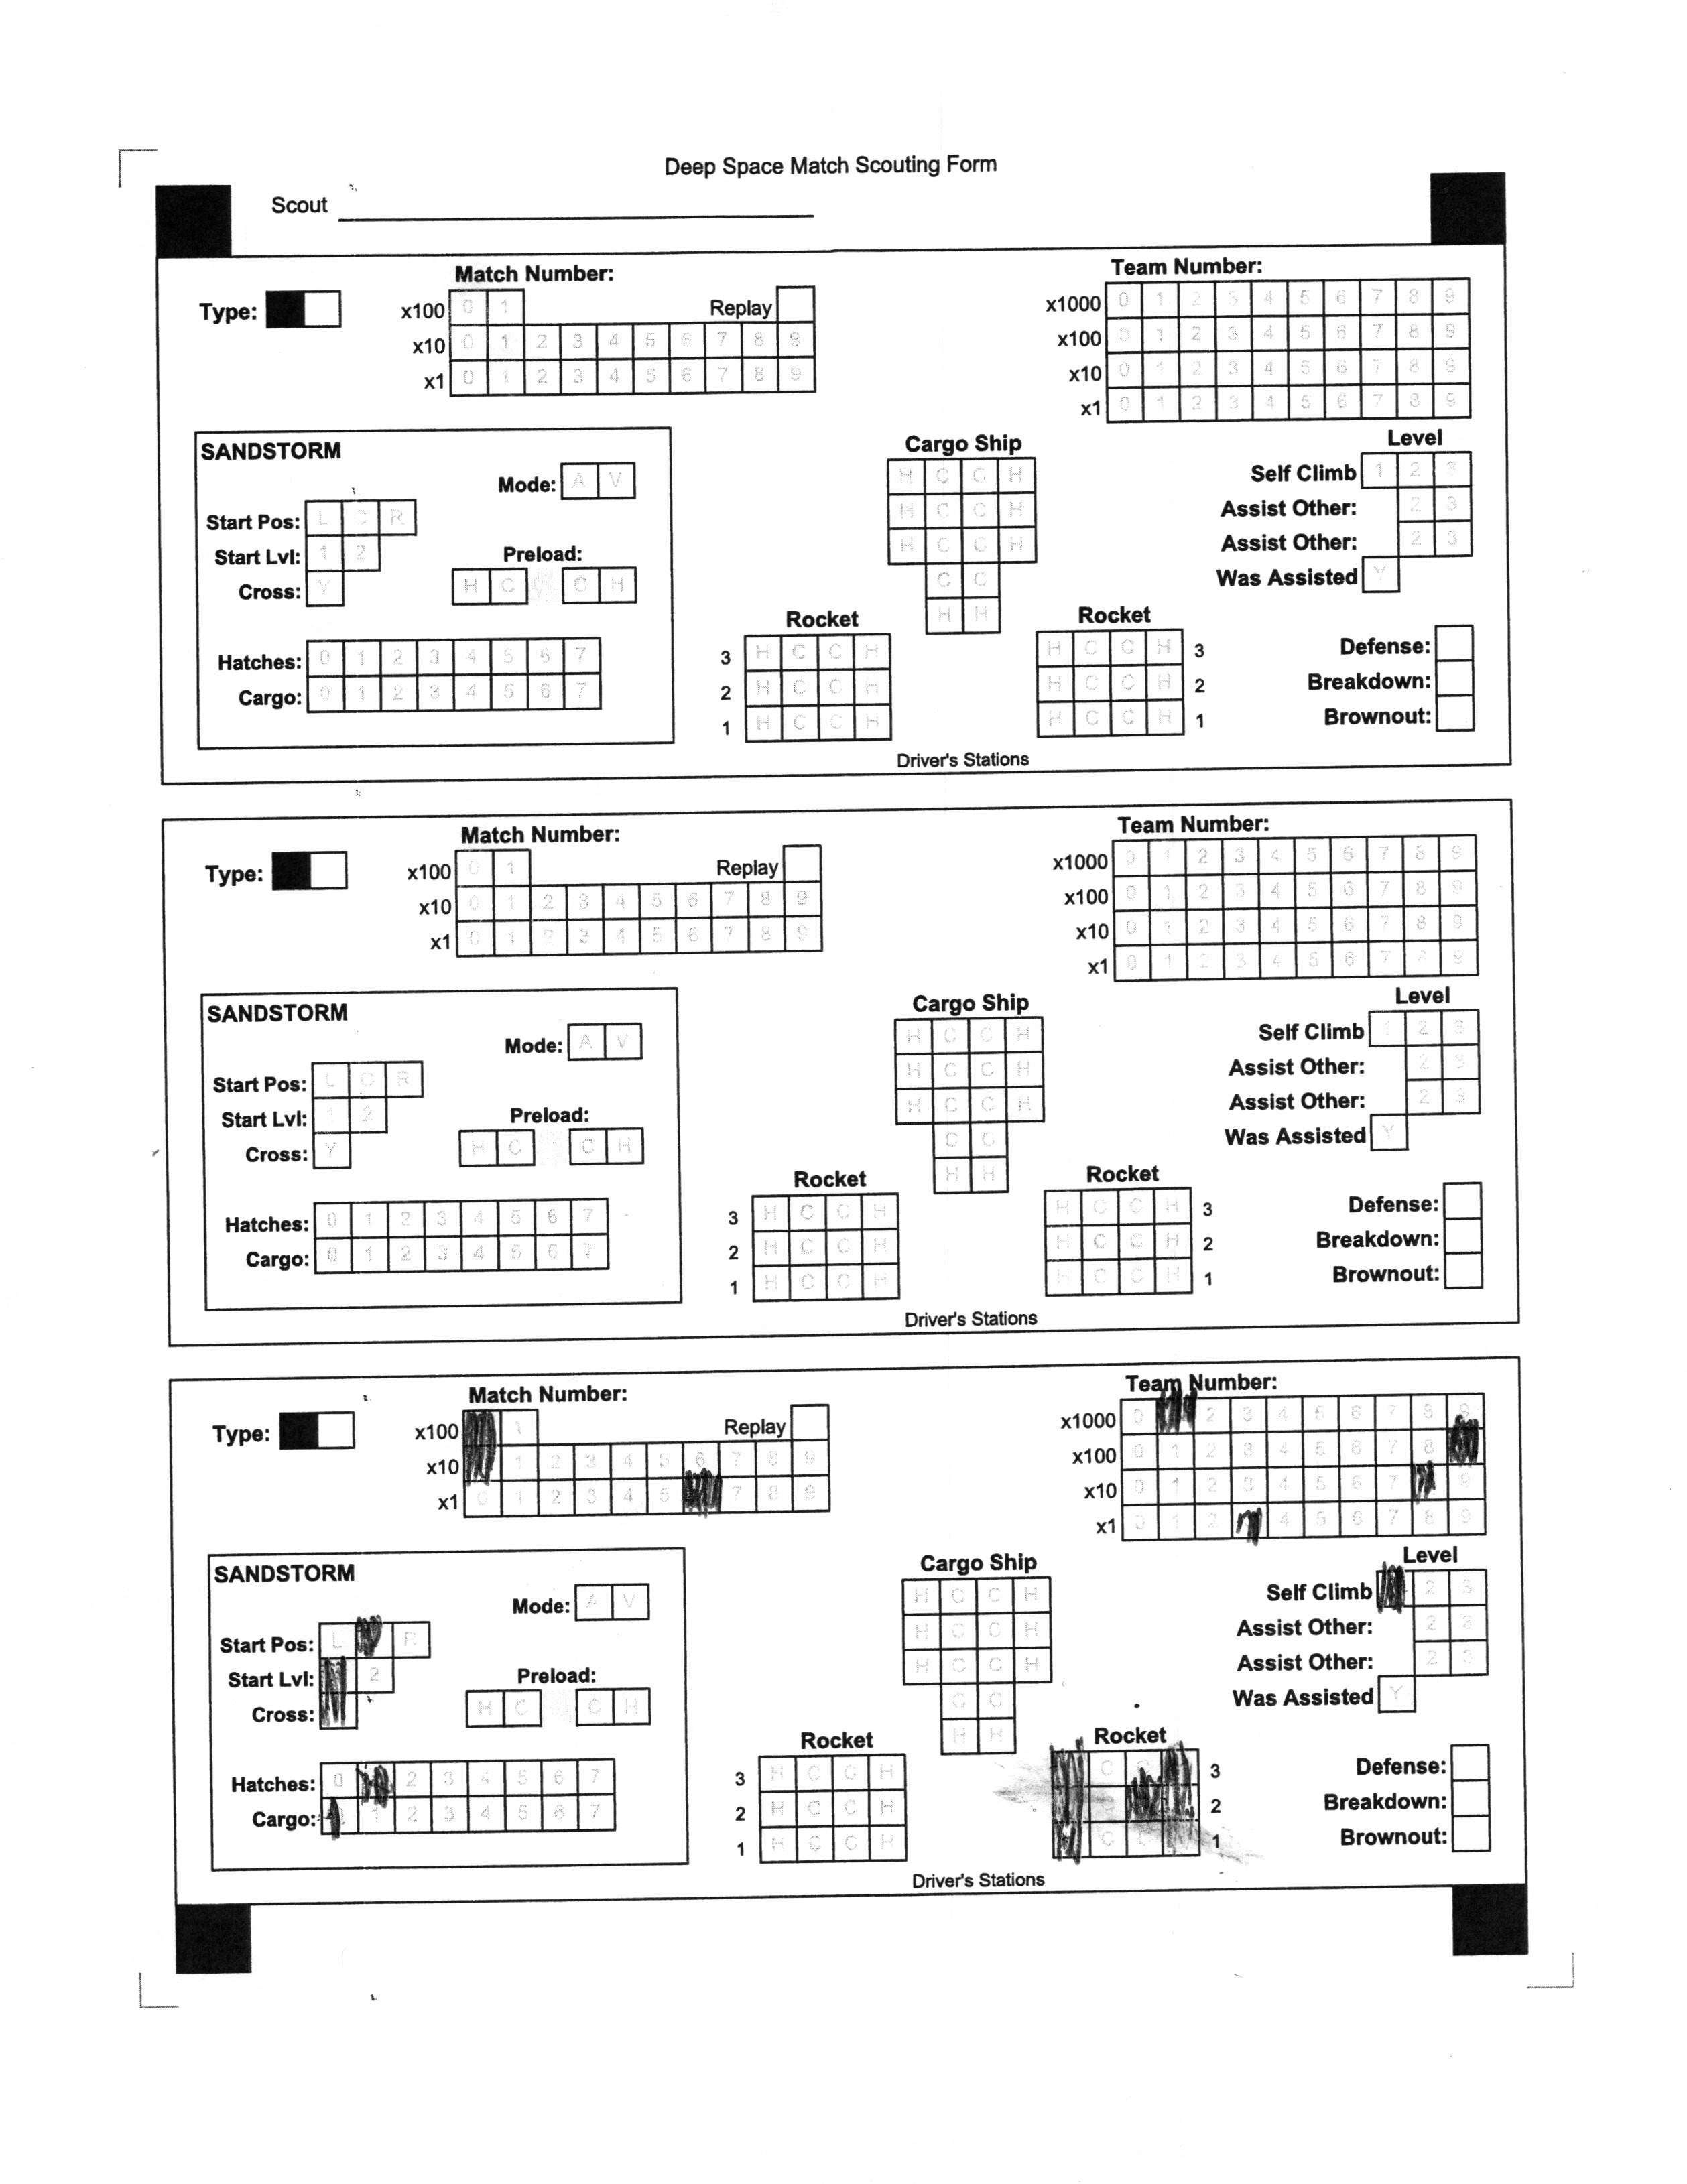 Deep Space Match Scouting Form
Scout
Match Number:
Team Number:
Type:
x100 0 1 Replay
x10 0 1 2 3 4 5 6 7 8 9
x1 0 1 2 3 4 5 6 7 8 9
x1000 0 1 2 3 4 5 6 7 8 9
x100 0 1 2 3 4 5 6 7 8 9
x10 0 1 2 3 4 5 6 7 8 9
x1 0 1 2 3 4 5 6 7 8 9
SANDSTORM
Mode: A V
Start Pos: L C R
Start Lvl: 1 2
Cross: Y
Preload:
H C C H
Hatches: 0 1 2 3 4 5 6 7
Cargo: 0 1 2 3 4 5 6 7
Cargo Ship
H C C H
H C C H
H C C H
C C
H H
Rocket
3 H C C H
2 H C C H
1 H C C H
Rocket
H C C H 3
H C C H 2
H C C H 1
Driver's Stations
Level
Self Climb 1 2 3
Assist Other: 2 3
Assist Other: 2 3
Was Assisted Y
Defense:
Breakdown:
Brownout:
Match Number:
Team Number:
Type:
x100 0 1 Replay
x10 0 1 2 3 4 5 6 7 8 9
x1 0 1 2 3 4 5 6 7 8 9
x1000 0 1 2 3 4 5 6 7 8 9
x100 0 1 2 3 4 5 6 7 8 9
x10 0 1 2 3 4 5 6 7 8 9
x1 0 1 2 3 4 5 6 7 8 9
SANDSTORM
Mode: A V
Start Pos: L C R
Start Lvl: 1 2
Cross: Y
Preload:
H C C H
Hatches: 0 1 2 3 4 5 6 7
Cargo: 0 1 2 3 4 5 6 7
Cargo Ship
H C C H
H C C H
H C C H
C C
H H
Rocket
3 H C C H
2 H C C H
1 H C C H
Rocket
H C C H 3
H C C H 2
H C C H 1
Driver's Stations
Level
Self Climb 1 2 3
Assist Other: 2 3
Assist Other: 2 3
Was Assisted Y
Defense:
Breakdown:
Brownout:
Match Number:
Team Number:
Type:
x100 1 Replay
x10 1 2 3 4 5 6 7 8 9
x1 0 1 2 3 4 5 7 8 9
x1000 0 2 3 4 5 6 7 8 9
x100 0 1 2 3 4 5 6 7 8
x10 0 1 2 3 4 5 6 7 9
x1 0 1 2 4 5 6 7 8 9
SANDSTORM
Mode: A V
Start Pos: L R
Start Lvl: 2
Cross:
Preload:
H C C H
Hatches: 0 2 3 4 5 6 7
Cargo: 1 2 3 4 5 6 7
Cargo Ship
H C C H
H C C H
H C C H
C C
H H
Rocket
3 H C C H
2 H C C H
1 H C C H
Rocket
C C 3
2
C C 1
Driver's Stations
Level
Self Climb 2 3
Assist Other: 2 3
Assist Other: 2 3
Was Assisted Y
Defense:
Breakdown:
Brownout: